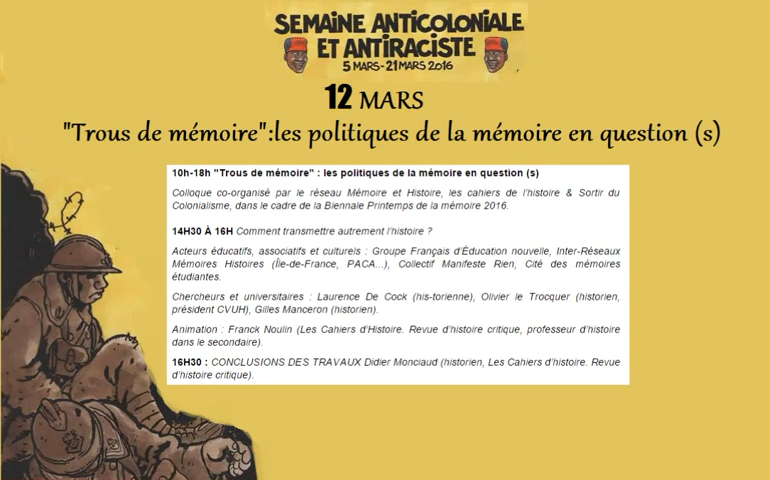 SEMAINE ANTICOLONIALE
ET ANTIRACISTE
5 MARS-21 MARS 2016
12 MARS
"Trous de mémoire":les politiques de la mémoire en question (s)
10h-18h "Trous de mémoire" : les politiques de la mémoire en question (s)
Colloque co-organisé par le réseau Mémoire et Histoire, les cahiers de l'histoire & Sortir du
Colonialisme, dans le cadre de la Biennale Printemps de la mémoire 2016.
14H30 À 16H Comment transmettre autrement l'histoire ?
Acteurs éducatifs, associatifs et culturels : Groupe Français d'Éducation nouvelle, Inter-Réseaux
Mémoires Histoires (Île-de-France, PACA...), Collectif Manifeste Rien, Cité des mémoires
étudiantes.
Chercheurs et universitaires : Laurence De Cock (his-torienne), Olivier le Trocquer (historien,
président CVUH), Gilles Manceron (historien).
Animation : Franck Noulin (Les Cahiers d'Histoire. Revue d'histoire critique, professeur d'histoire
dans le secondaire).
16H30 : CONCLUSIONS DES TRAVAUX Didier Monciaud (historien, Les Cahiers d'histoire. Revue
d'histoire critique).